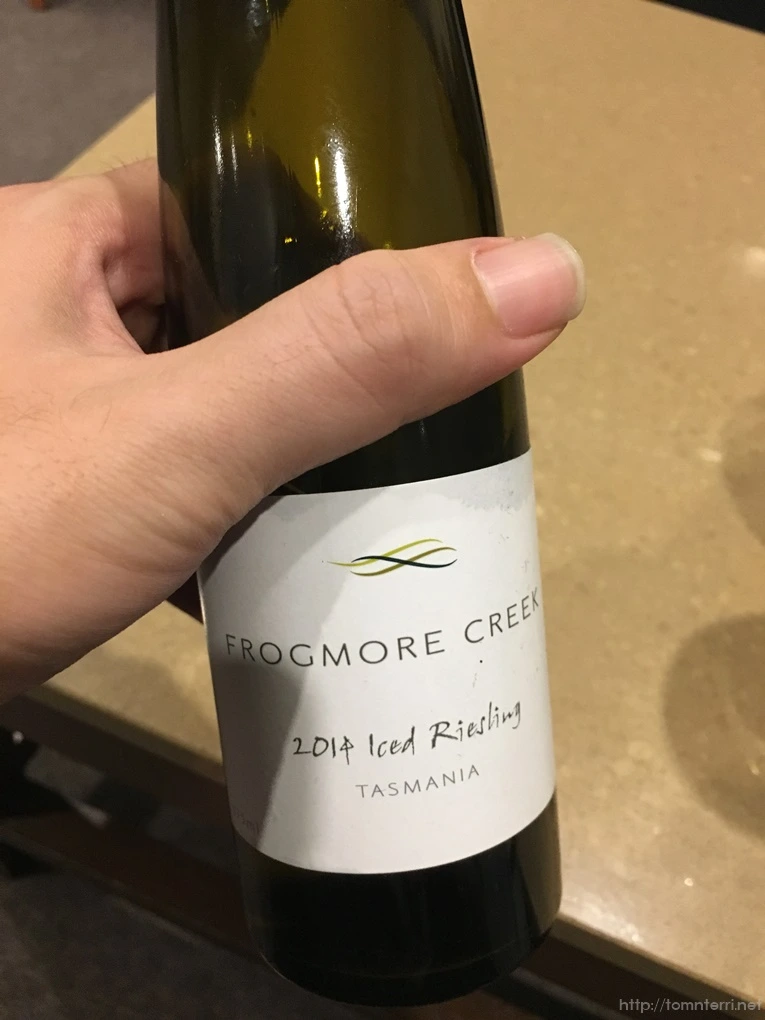 FROGMORE CREEK
2014 Iced Riesling
TASMANIA
http://tomnterri.net